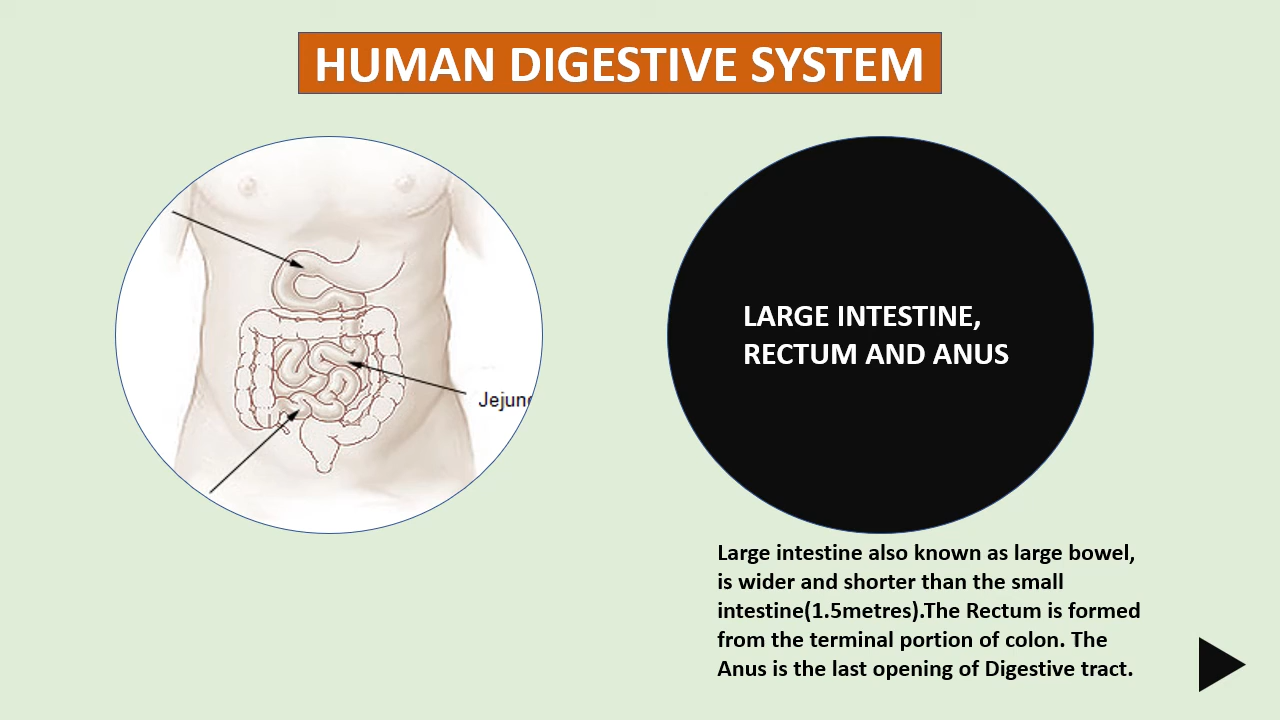 HUMAN DIGESTIVE SYSTEM
LARGE INTESTINE,
RECTUM AND ANUS
Large intestine also known as large bowel,
is wider and shorter than the small
intestine(1.5metres).The Rectum is formed
from the terminal portion of colon. The
Anus is the last opening of Digestive tract.